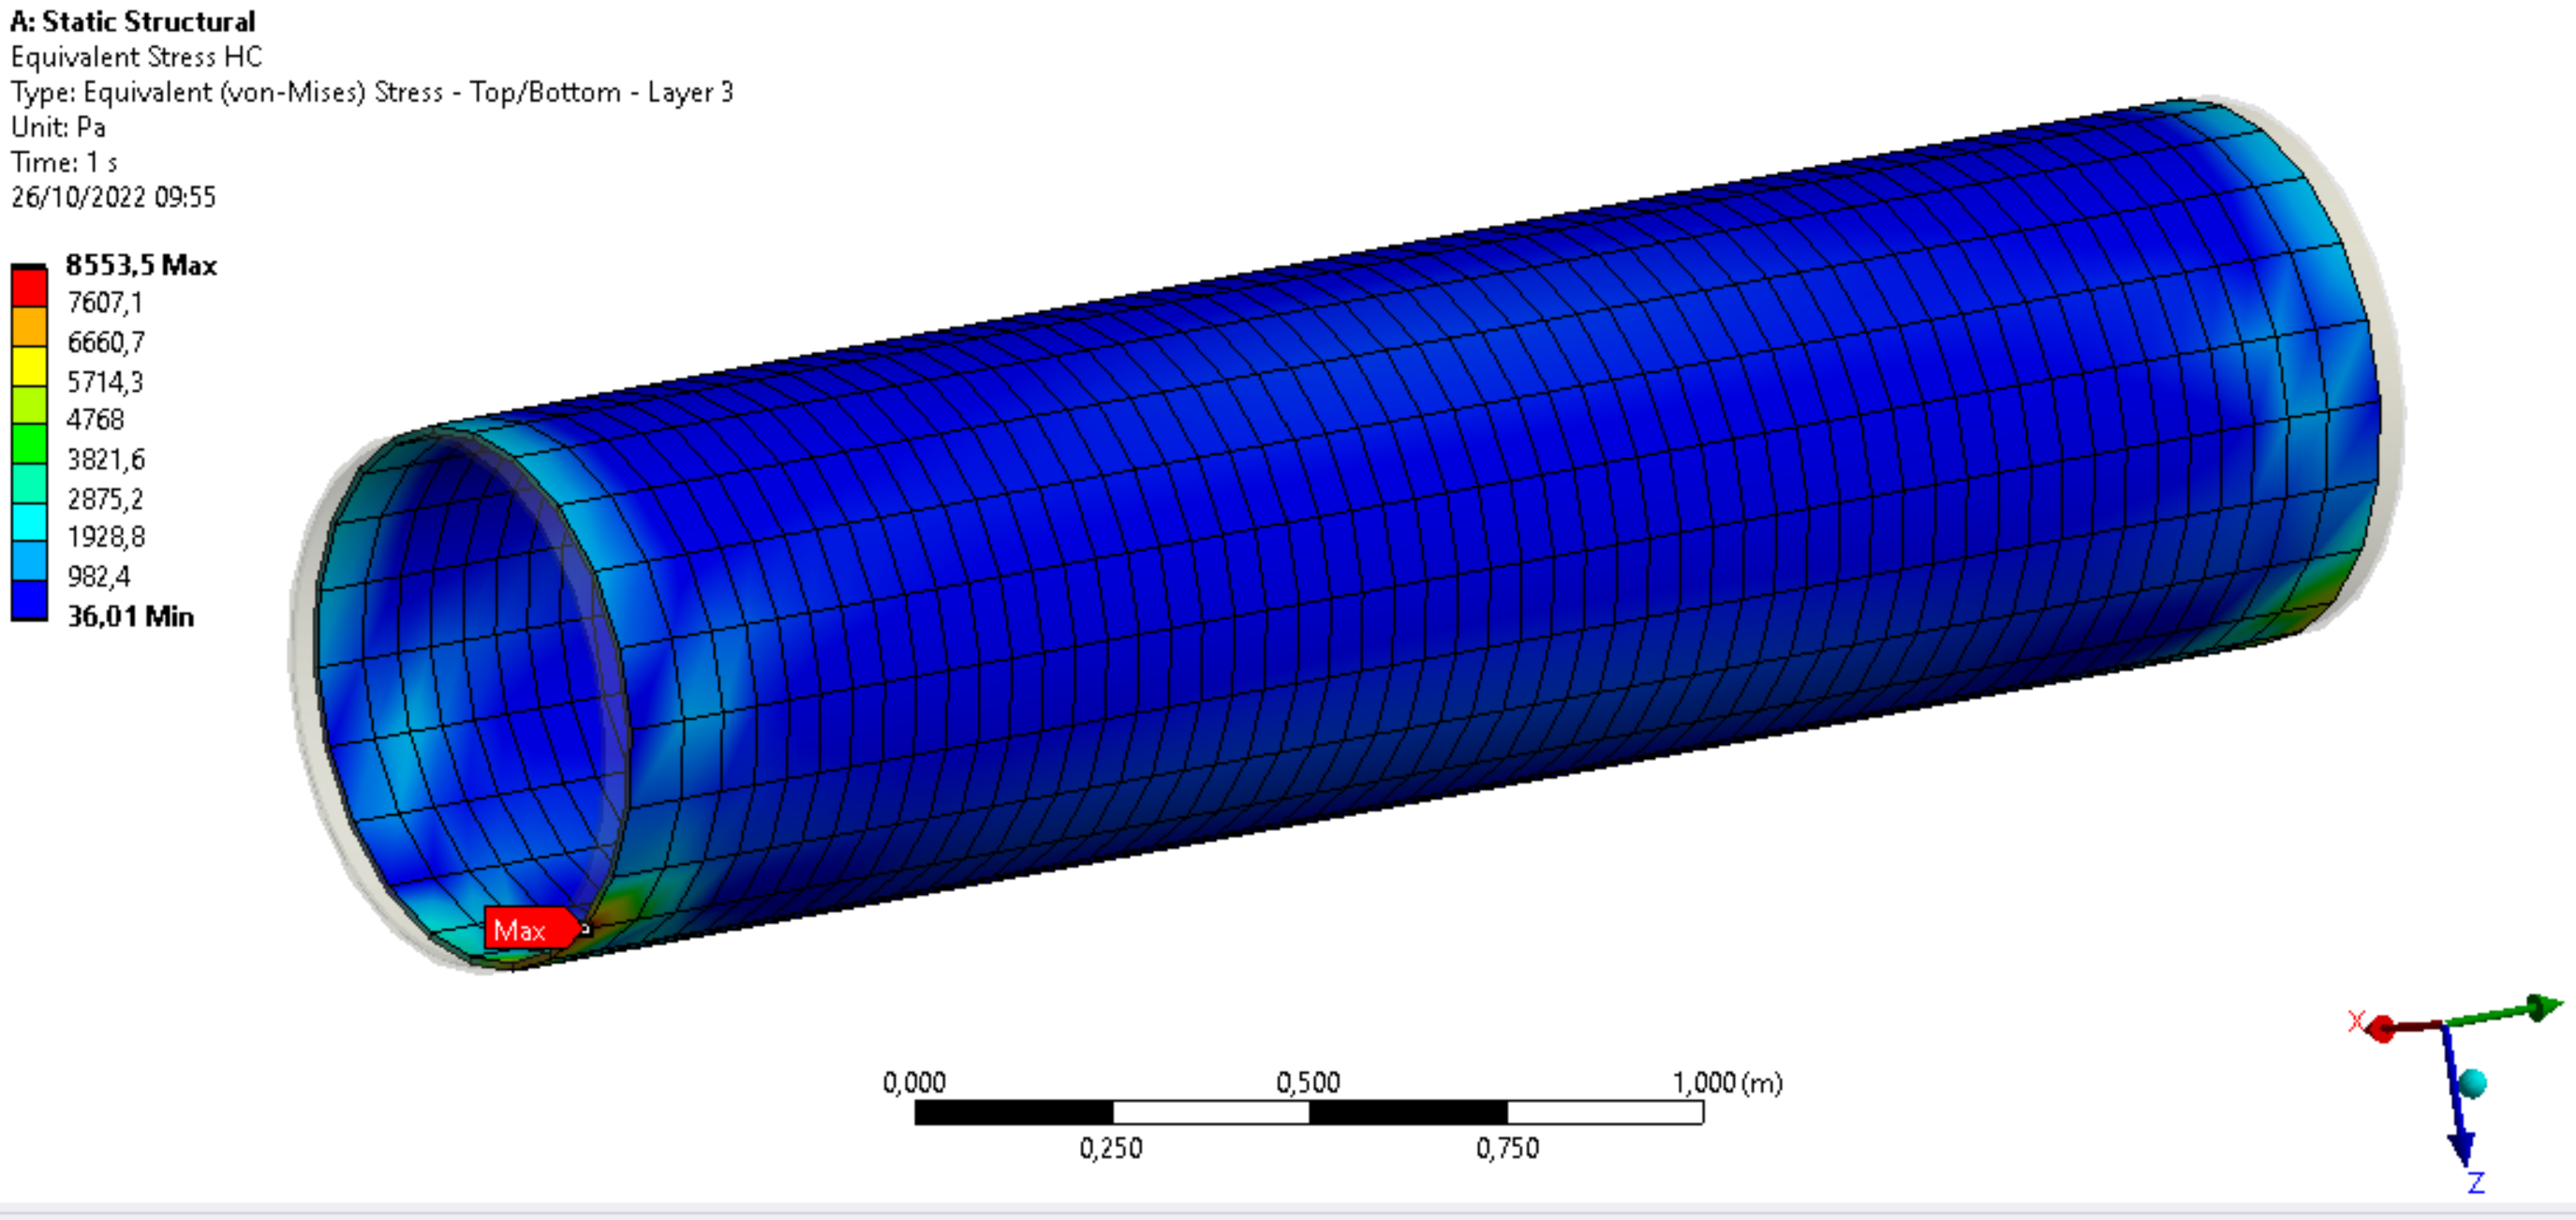 A: Static Structural
Equivalent Stress HC
Type: Equivalent (von-Mises) Stress - Top/Bottom - Layer 3
Unit: Pa
Time: 1 s
26/10/2022 09:55
8553,5 Max
7607,1
6660,7
5714,3
4768
3821,6
2875,2
1928,8
982,4
36,01 Min
Max
0,000 0,500 1,000 (m)
0,250 0,750
X
Z